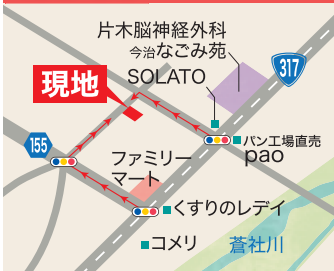 片木脳神経外科
今治なごみ苑
SOLATO
317
現地
155
パン工場直売
pao
ファミリー
マート
くすりのレデイ
コメリ
蒼社川